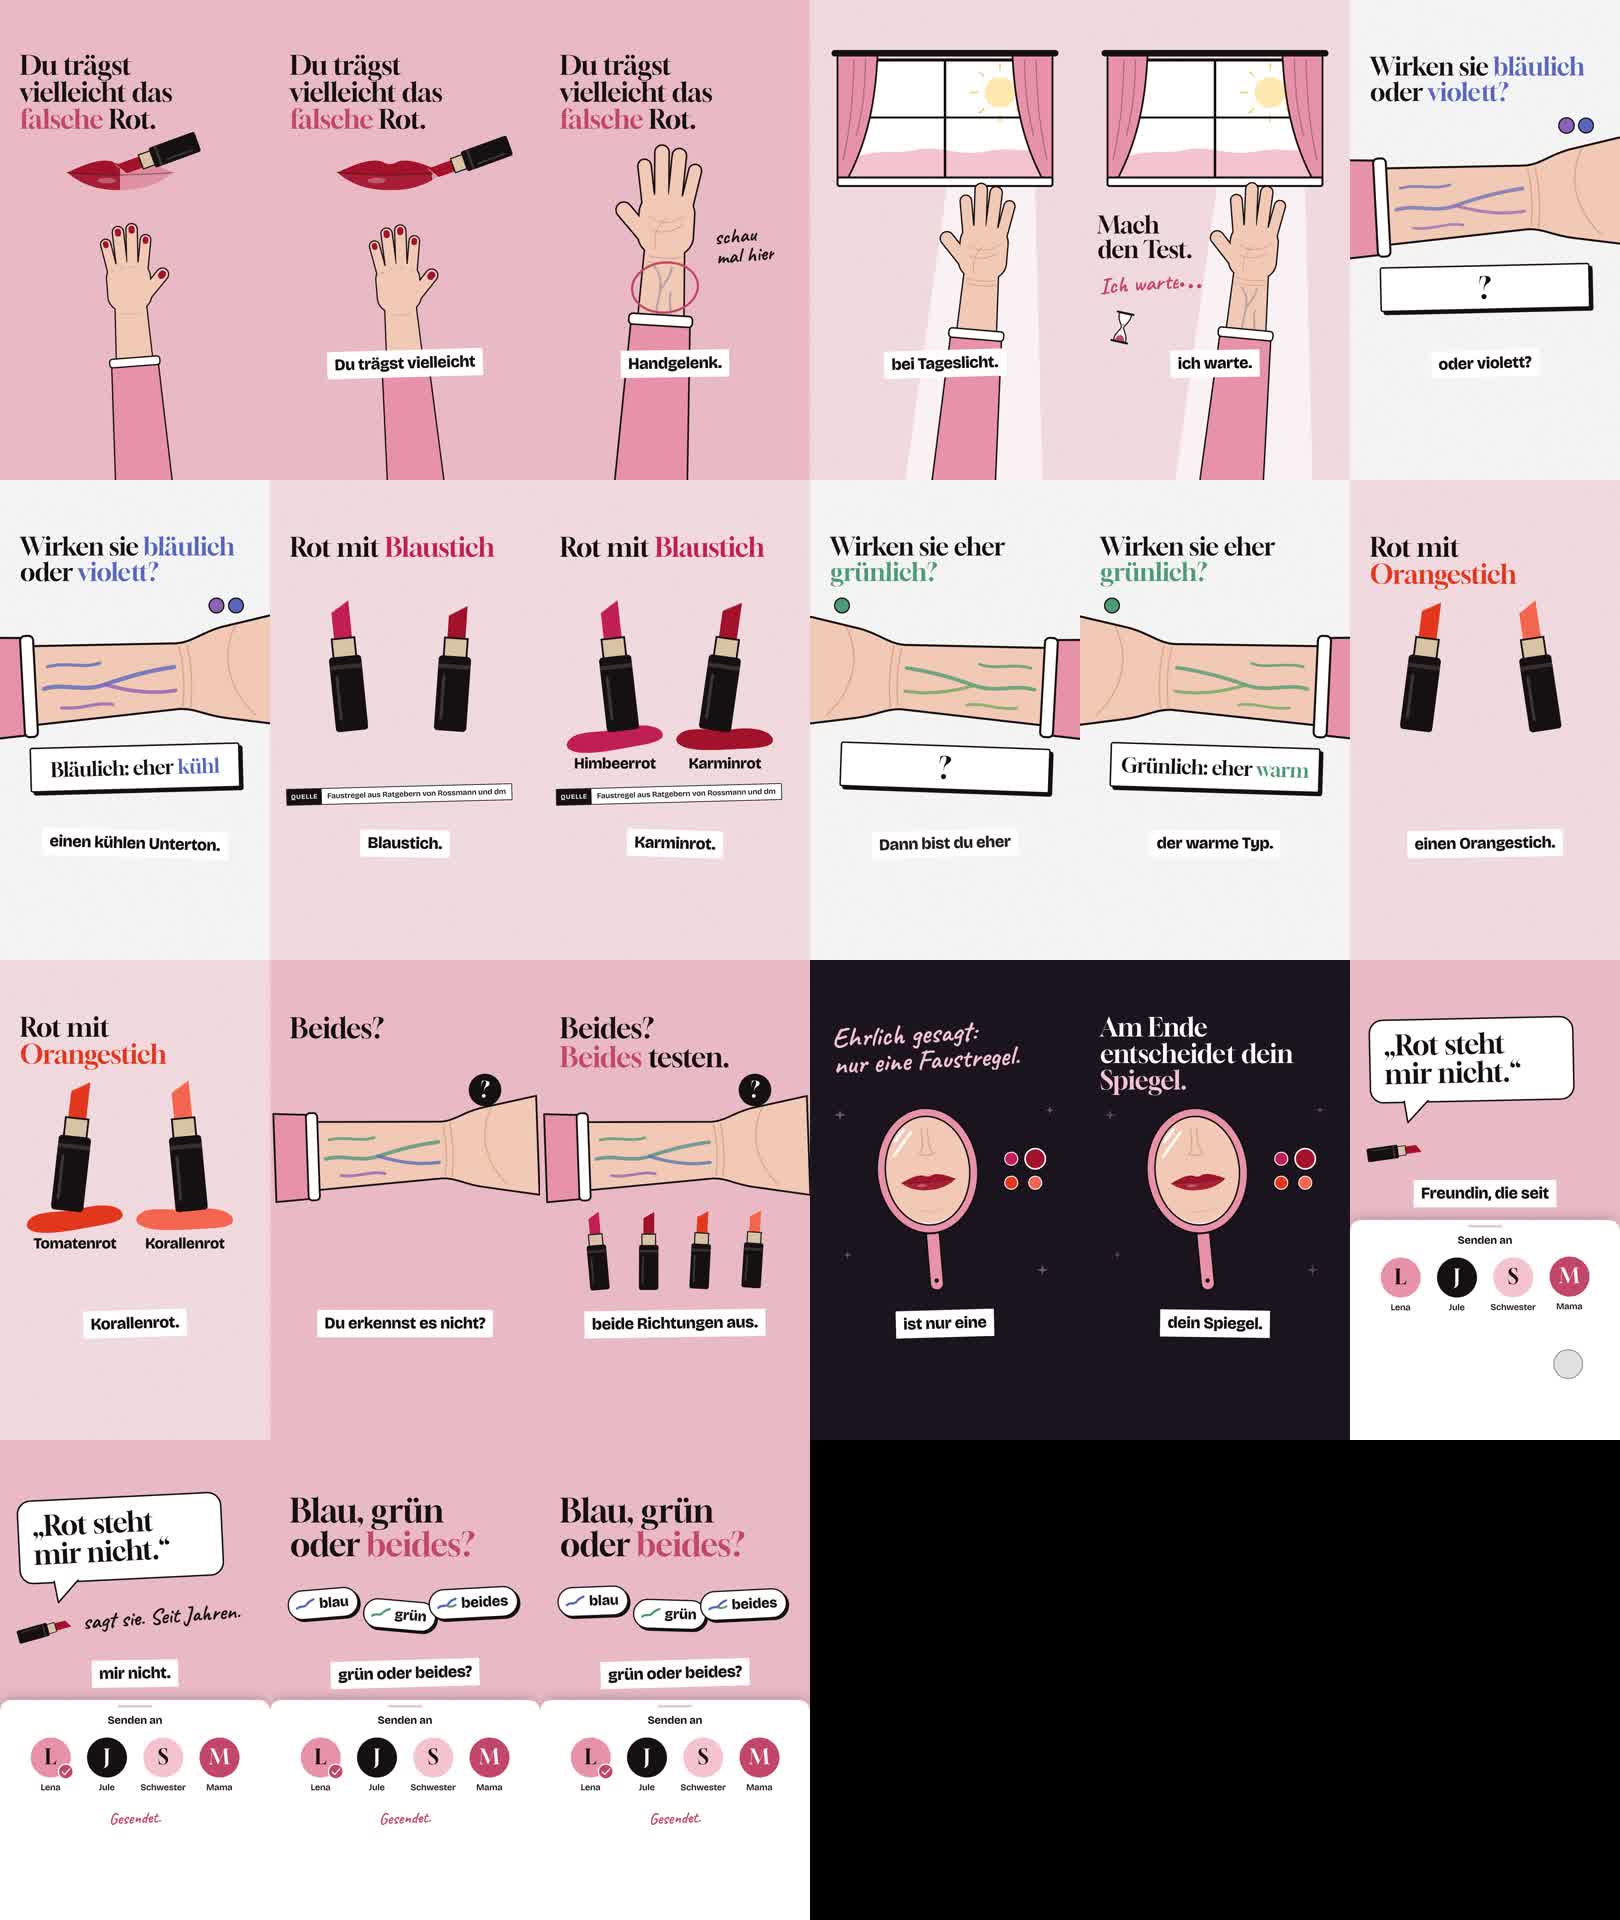 Du trägst
vielleicht das
falsche Rot.
Du trägst
vielleicht das
falsche Rot.
Du trägst vielleicht
Du trägst
vielleicht das
falsche Rot.
schau
mal hier
Handgelenk.
bei Tageslicht.
Mach
den Test.
Ich warte...
ich warte.
Wirken sie bläulich
oder violett?
?
oder violett?
Wirken sie bläulich
oder violett?
Bläulich: eher kühl
einen kühlen Unterton.
Rot mit Blaustich
QUELLE Faustregel aus Ratgebern von Rossmann und dm
Blaustich.
Rot mit Blaustich
Himbeerrot Karminrot
QUELLE Faustregel aus Ratgebern von Rossmann und dm
Karminrot.
Wirken sie eher
grünlich?
?
Dann bist du eher
Wirken sie eher
grünlich?
Grünlich: eher warm
der warme Typ.
Rot mit
Orangestich
einen Orangestich.
Rot mit
Orangestich
Tomatenrot Korallenrot
Korallenrot.
Beides?
?
Du erkennst es nicht?
Beides?
Beides testen.
?
beide Richtungen aus.
Ehrlich gesagt:
nur eine Faustregel.
ist nur eine
Am Ende
entscheidet dein
Spiegel.
dein Spiegel.
„Rot steht
mir nicht.“
Freundin, die seit
Senden an
L J S M
Lena Jule Schwester Mama
„Rot steht
mir nicht.“
sagt sie. Seit Jahren.
mir nicht.
Senden an
L J S M
Lena Jule Schwester Mama
Gesendet.
Blau, grün
oder beides?
blau grün beides
grün oder beides?
Senden an
L J S M
Lena Jule Schwester Mama
Gesendet.
Blau, grün
oder beides?
blau grün beides
grün oder beides?
Senden an
L J S M
Lena Jule Schwester Mama
Gesendet.